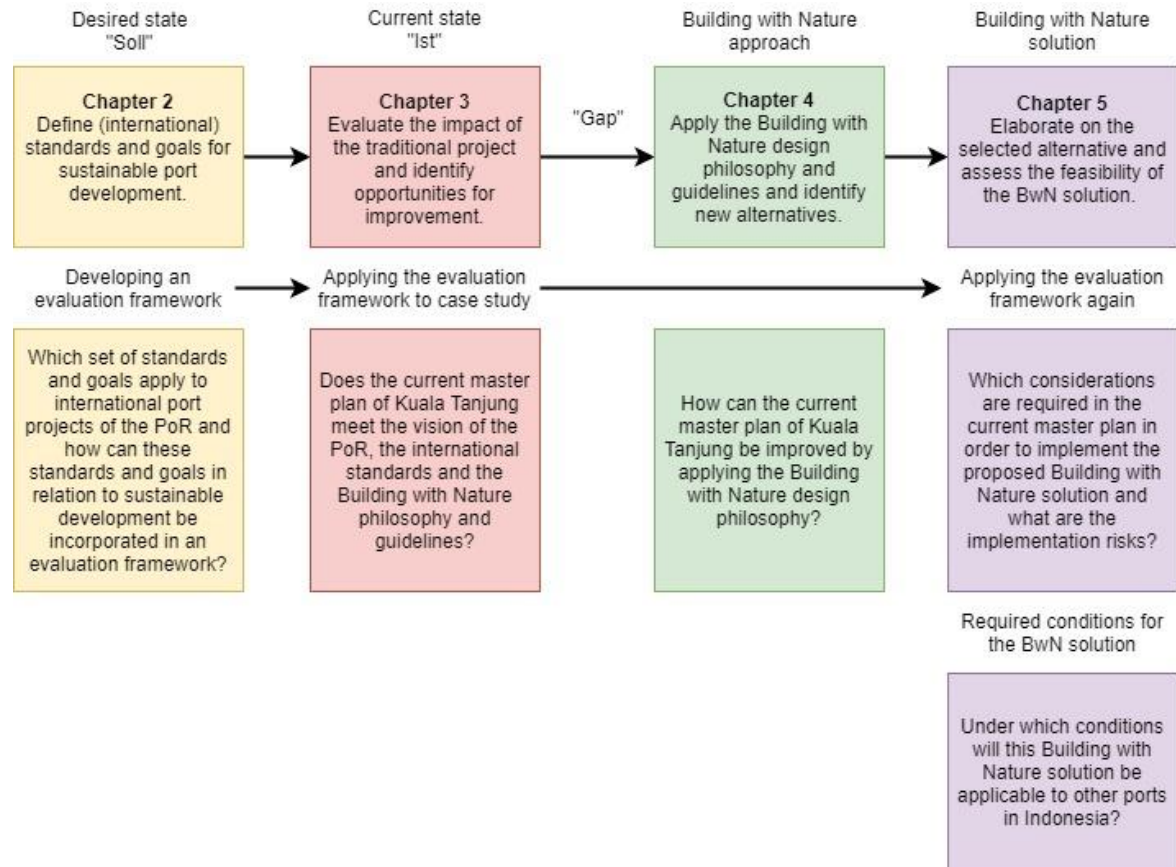 Desired state
"Soll"
Current state
"Ist"
Building with Nature
approach
Building with Nature
solution
Chapter 2
Define (international)
standards and goals for
sustainable port
development.
Chapter 3
Evaluate the impact of
the traditional project
and identify
opportunities for
improvement.
"Gap"
Chapter 4
Apply the Building with
Nature design
philosophy and
guidelines and identify
new alternatives.
Chapter 5
Elaborate on the
selected alternative and
assess the feasibility of
the BwN solution.
Developing an
evaluation framework
Applying the evaluation
framework to case study
Applying the evaluation
framework again
Which set of standards
and goals apply to
international port
projects of the PoR and
how can these
standards and goals in
relation to sustainable
development be
incorporated in an
evaluation framework?
Does the current master
plan of Kuala Tanjung
meet the vision of the
PoR, the international
standards and the
Building with Nature
philosophy and
guidelines?
How can the current
master plan of Kuala
Tanjung be improved by
applying the Building
with Nature design
philosophy?
Which considerations
are required in the
current master plan in
order to implement the
proposed Building with
Nature solution and
what are the
implementation risks?
Required conditions for
the BwN solution
Under which conditions
will this Building with
Nature solution be
applicable to other ports
in Indonesia?